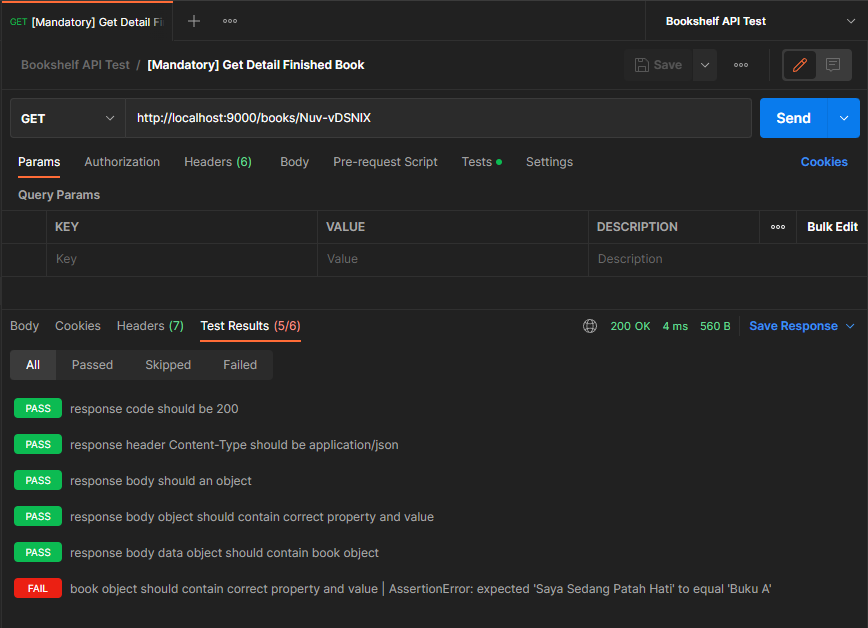 GET [Mandatory] Get Detail Fi
Bookshelf API Test
Bookshelf API Test / [Mandatory] Get Detail Finished Book
Save
GET http://localhost:9000/books/Nuv-vDSNIX
Send
Params Authorization Headers (6) Body Pre-request Script Tests Settings Cookies
Query Params
KEY VALUE DESCRIPTION Bulk Edit
Key Value Description
Body Cookies Headers (7) Test Results (5/6) 200 OK 4 ms 560 B Save Response
All Passed Skipped Failed
PASS response code should be 200
PASS response header Content-Type should be application/json
PASS response body should an object
PASS response body object should contain correct property and value
PASS response body data object should contain book object
FAIL book object should contain correct property and value | AssertionError: expected 'Saya Sedang Patah Hati' to equal 'Buku A'